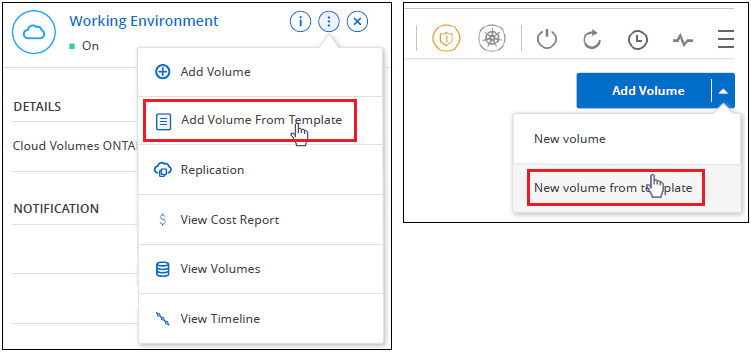 Working Environment
On
Add Volume
DETAILS
Add Volume From Template
Cloud Volumes ONTA
Replication
NOTIFICATION
View Cost Report
View Volumes
View Timeline
Add Volume
New volume
New volume from template